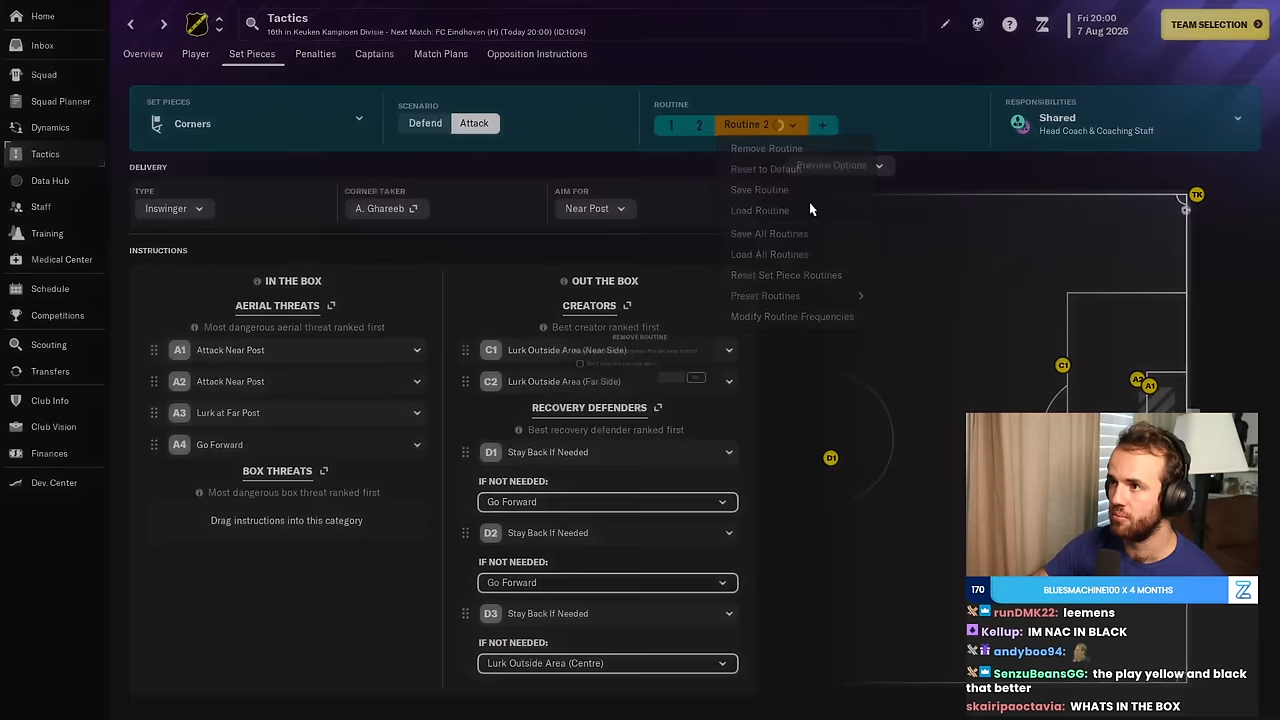 Home
Inbox
Squad
Squad Planner
Dynamics
Tactics
Data Hub
Staff
Training
Medical Center
Schedule
Competitions
Scouting
Transfers
Club Info
Club Vision
Finances
Dev. Center
Tactics
16th in Keuken Kampioen Divisie - Next Match: FC Eindhoven (H) (Today 20:00) (ID:1024)
Fri 20:00
7 Aug 2026
TEAM SELECTION
Overview
Player
Set Pieces
Penalties
Captains
Match Plans
Opposition Instructions
SET PIECES
Corners
SCENARIO
Defend
Attack
ROUTINE
1
2
Routine 2
+
RESPONSIBILITIES
Shared
Head Coach & Coaching Staff
Remove Routine
Reset to Default
Save Routine
Load Routine
Save All Routines
Load All Routines
Reset Set Piece Routines
Preset Routines
Modify Routine Frequencies
Preview Options
DELIVERY
TYPE
Inswinger
CORNER TAKER
A. Ghareeb
AIM FOR
Near Post
INSTRUCTIONS
IN THE BOX
AERIAL THREATS
Most dangerous aerial threat ranked first
A1 Attack Near Post
A2 Attack Near Post
A3 Lurk at Far Post
A4 Go Forward
BOX THREATS
Most dangerous box threat ranked first
Drag instructions into this category
OUT THE BOX
CREATORS
Best creator ranked first
REMOVE ROUTINE
C1 Lurk Outside Area (Near Side)
C2 Lurk Outside Area (Far Side)
RECOVERY DEFENDERS
Best recovery defender ranked first
D1 Stay Back If Needed
IF NOT NEEDED:
Go Forward
D2 Stay Back If Needed
IF NOT NEEDED:
Go Forward
D3 Stay Back If Needed
IF NOT NEEDED:
Lurk Outside Area (Centre)
TK
C1
A2
A1
D1
170
BLUESMACHINE100 X 4 MONTHS
runDMK22: leemens
Kellup: IM NAC IN BLACK
andyboo94:
SenzuBeansGG: the play yellow and black
that better
skairipaoctavia: WHATS IN THE BOX